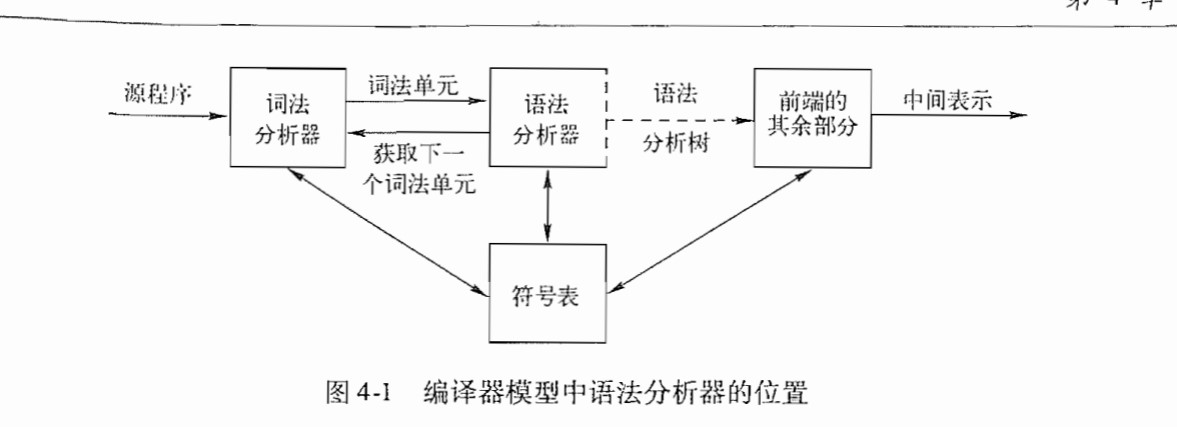 第 4 章
源程序
词法
分析器
词法单元
获取下一
个词法单元
语法
分析器
语法
分析树
前端的
其余部分
中间表示
符号表
图 4-1 编译器模型中语法分析器的位置